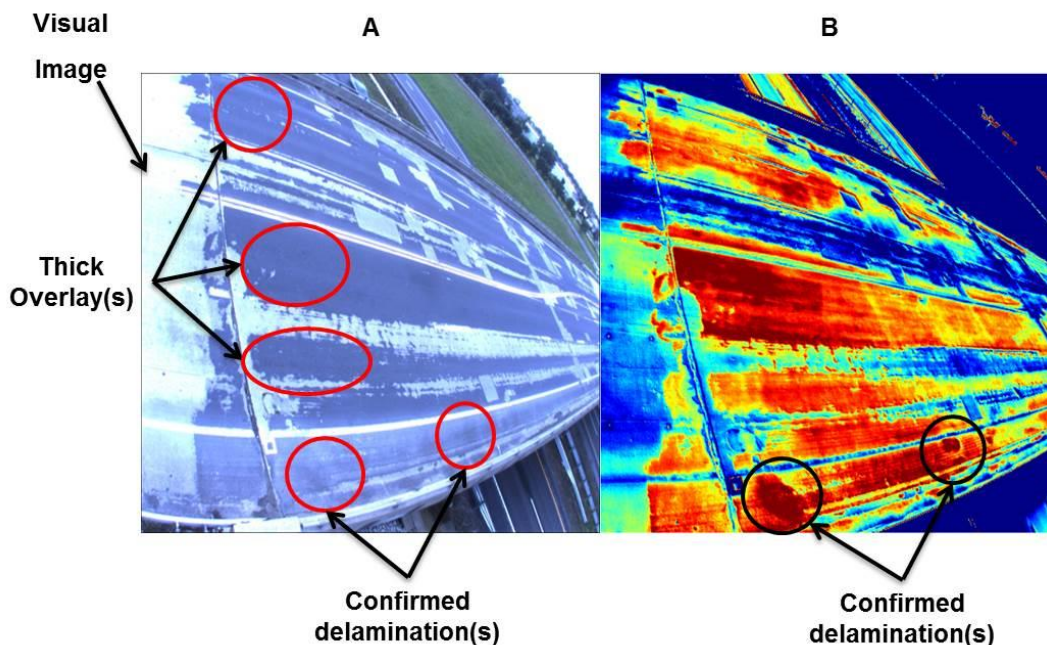 Visual
Image
A
B
Thick
Overlay(s)
Confirmed
delamination(s)
Confirmed
delamination(s)